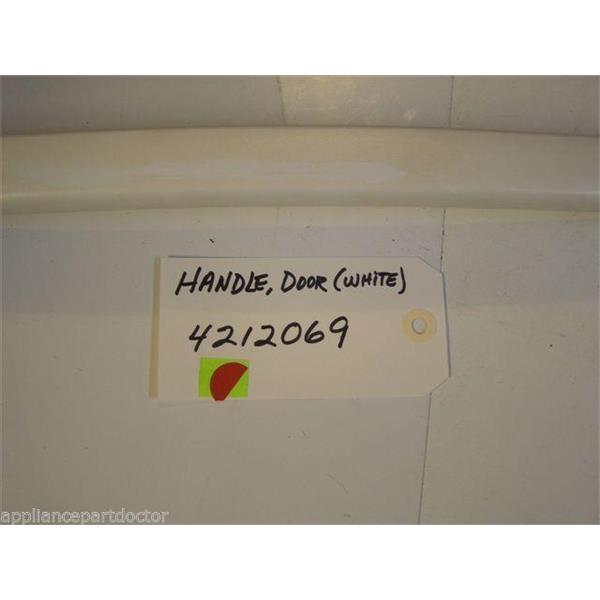 HANDLE, DOOR (WHITE)
4212069
appliancepartdoctor